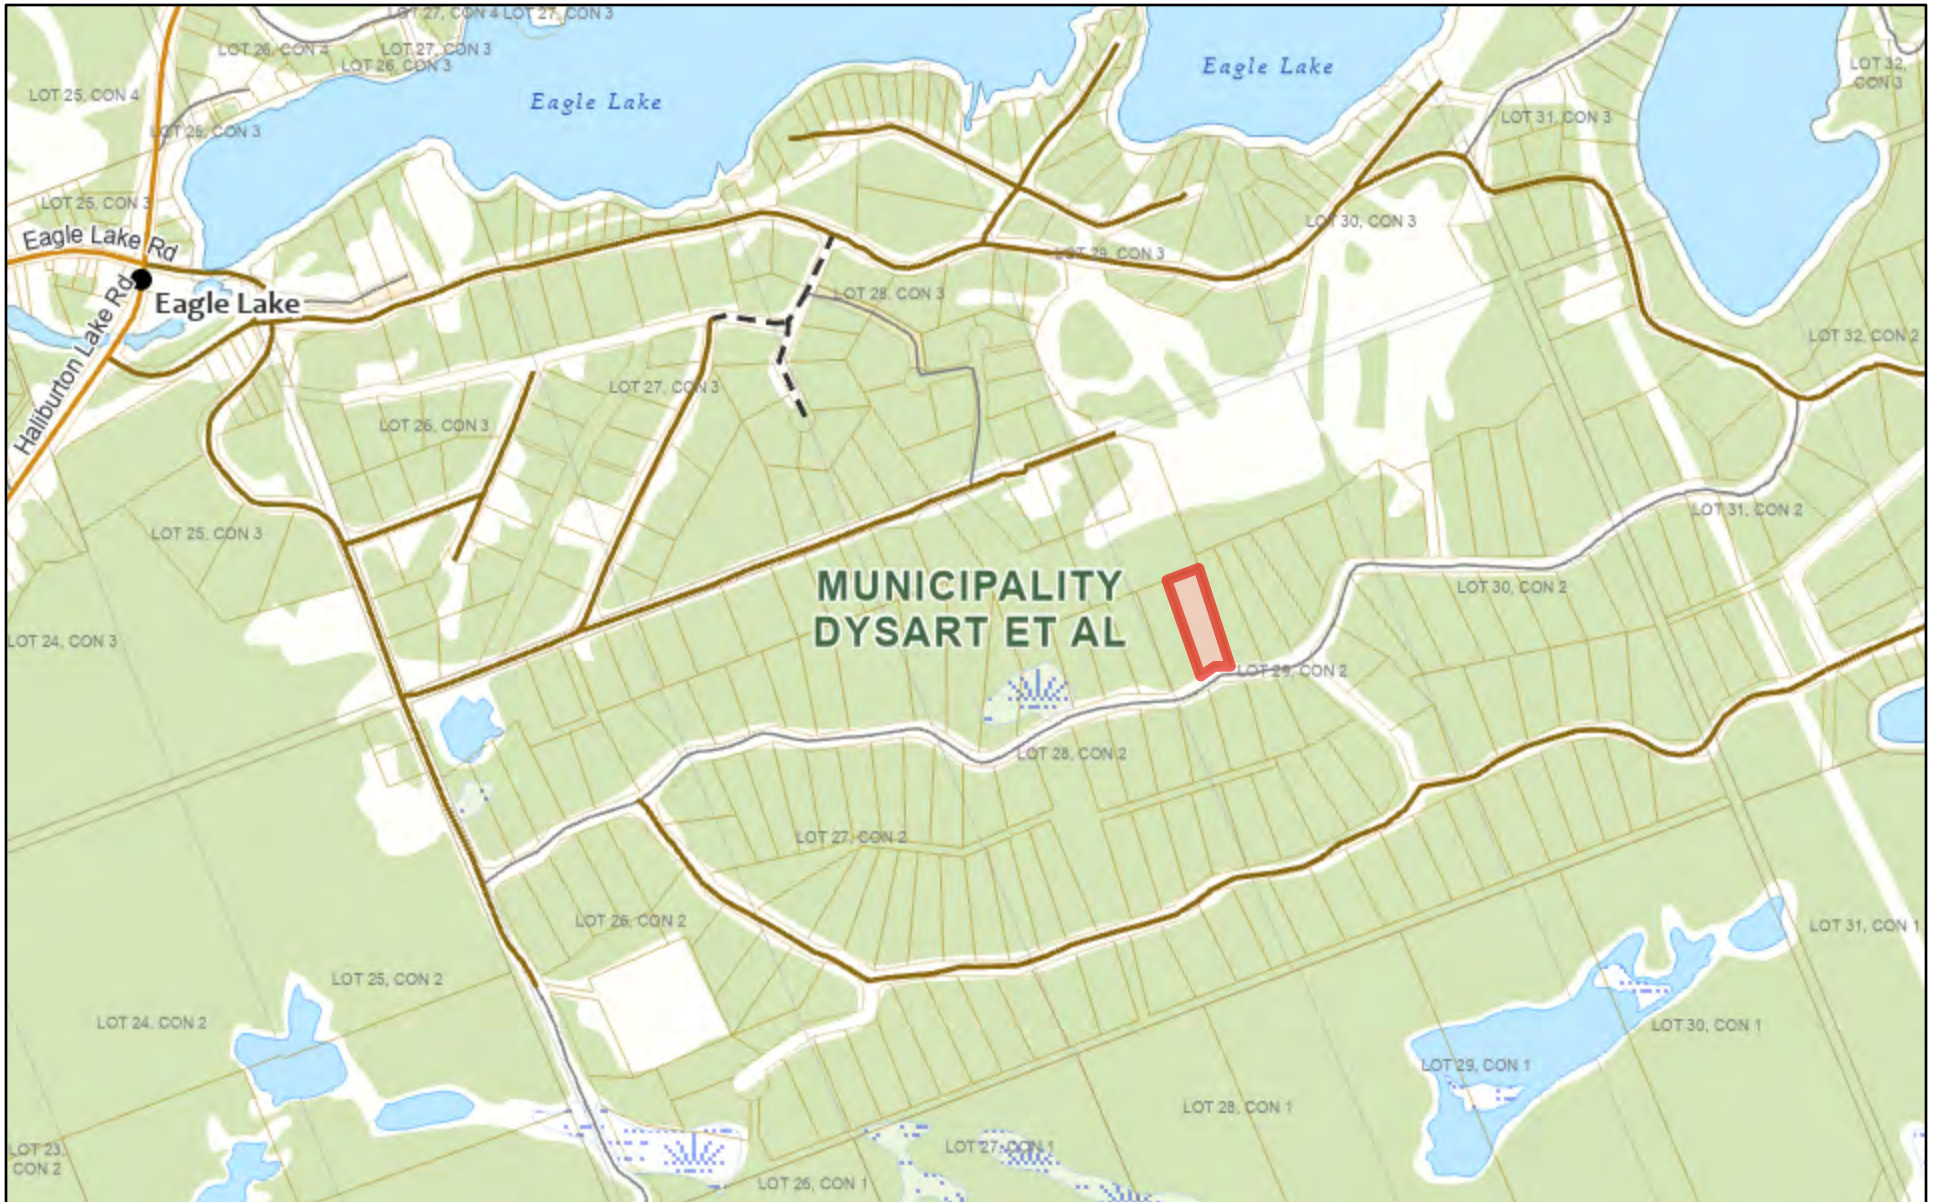 LOT 27, CON 4
LOT 27, CON 3
LOT 26, CON 4
LOT 27, CON 3
LOT 26, CON 3
LOT 25, CON 4
LOT 26, CON 3
Eagle Lake
Eagle Lake
LOT 32,
CON 3
LOT 31, CON 3
LOT 25, CON 3
Eagle Lake Rd
Haliburton Lake Rd
Eagle Lake
LOT 30, CON 3
LOT 29, CON 3
LOT 28, CON 3
LOT 32, CON 2
LOT 27, CON 3
LOT 26, CON 3
LOT 25, CON 3
LOT 31, CON 2
MUNICIPALITY
DYSART ET AL
LOT 30, CON 2
LOT 24, CON 3
LOT 29, CON 2
LOT 28, CON 2
LOT 27, CON 2
LOT 26, CON 2
LOT 31, CON 1
LOT 25, CON 2
LOT 24, CON 2
LOT 30, CON 1
LOT 29, CON 1
LOT 28, CON 1
LOT 27, CON 1
LOT 23,
CON 2
LOT 26, CON 1